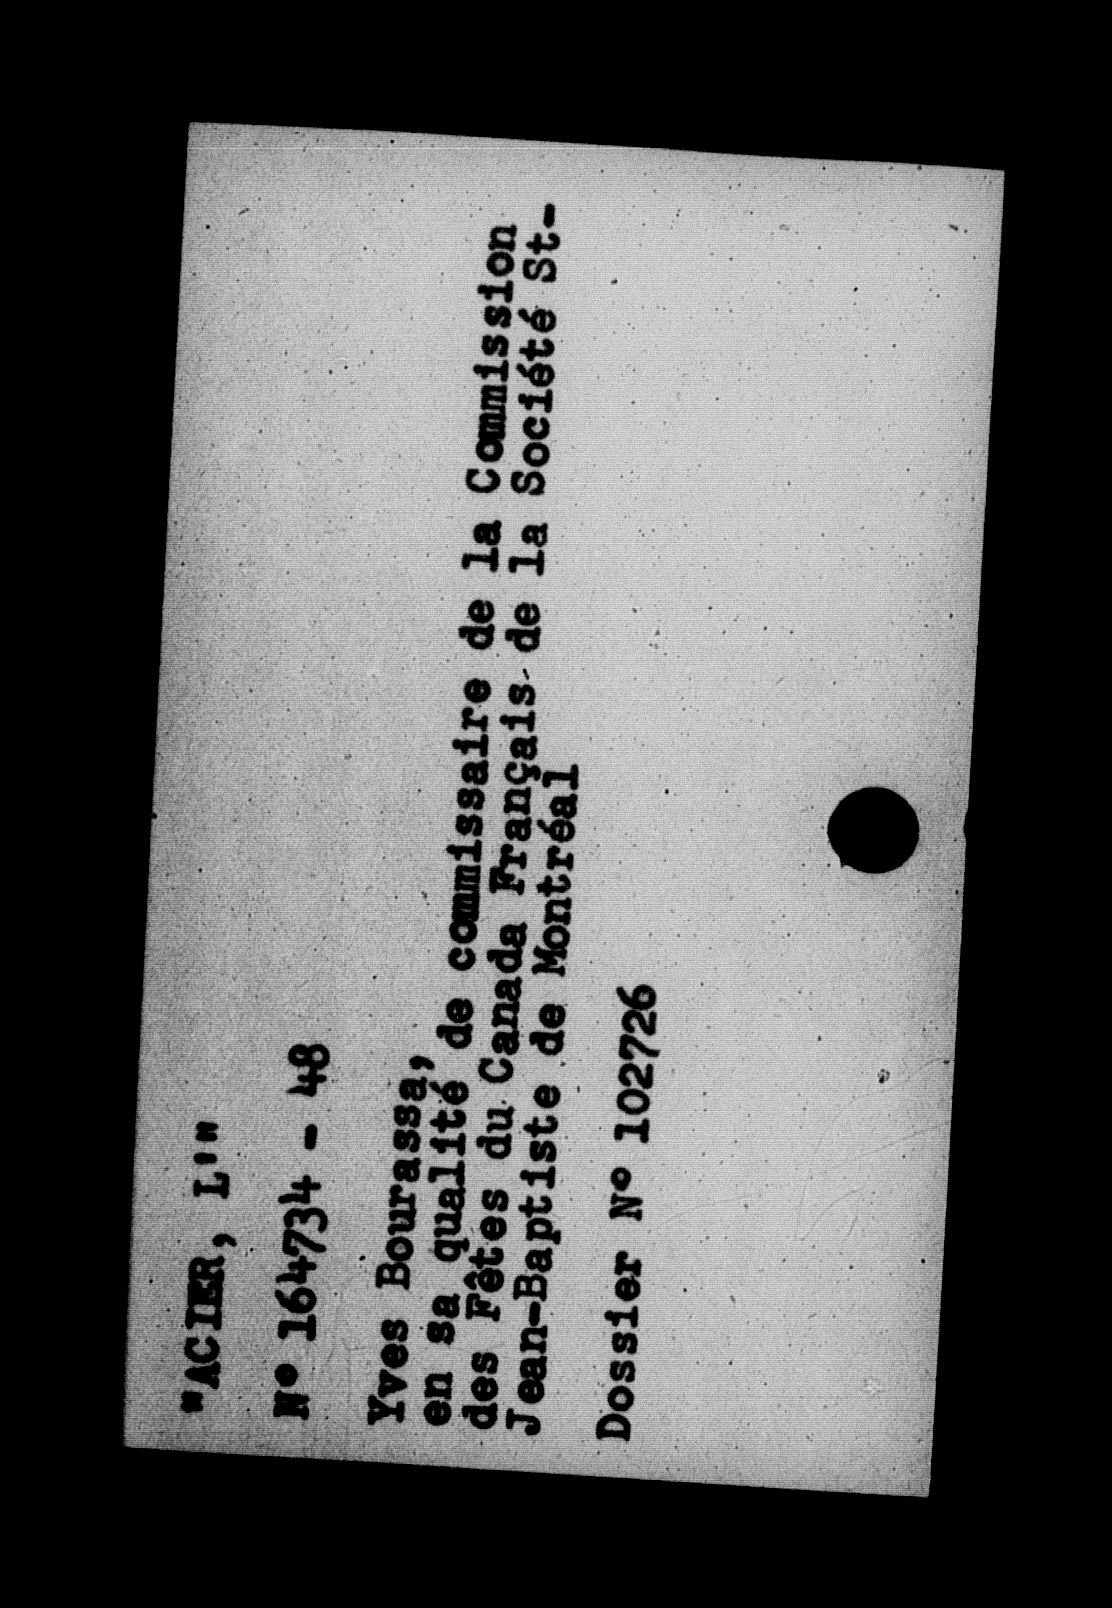 "ACIER, L'"
N° 164734 - 48
Yves Bourassa,
en sa qualité de commissaire de la Commission
des Fêtes du Canada Français de la Société St-
Jean-Baptiste de Montréal
Dossier N° 102726